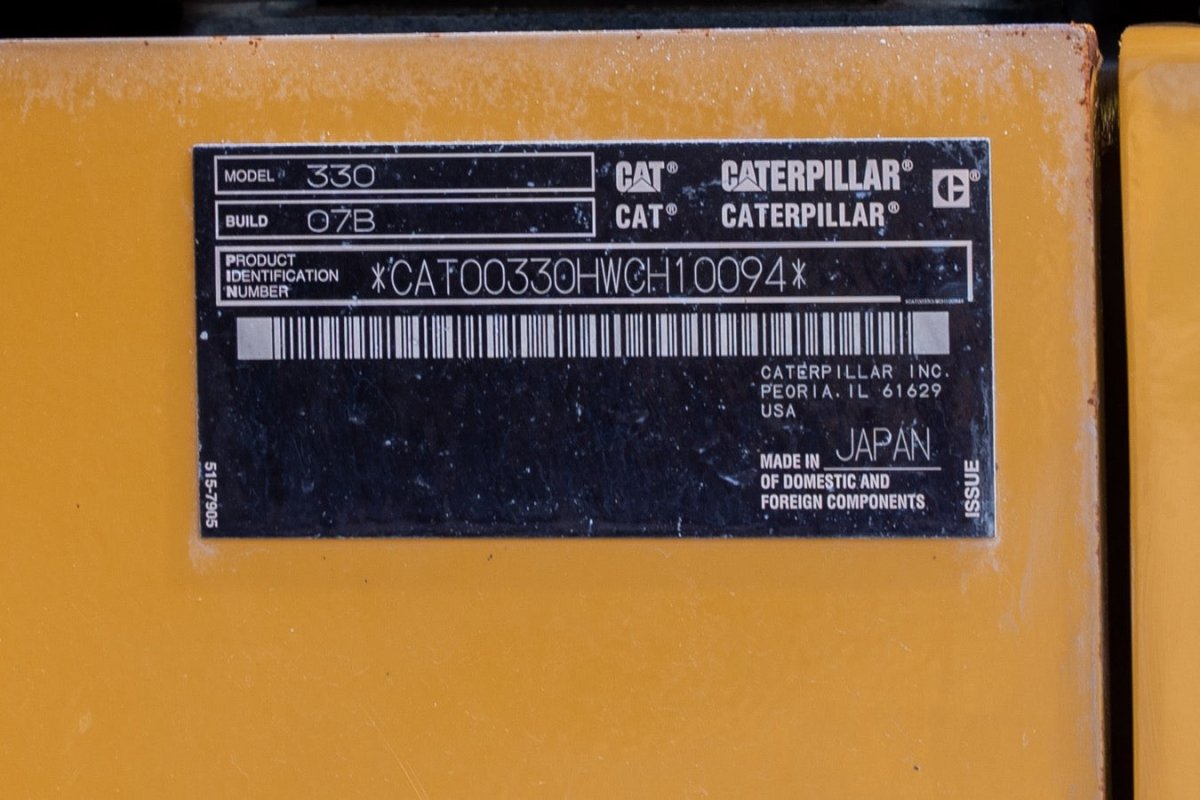 MODEL 330
CAT® CATERPILLAR®
BUILD 07B
CAT® CATERPILLAR®
PRODUCT
IDENTIFICATION
NUMBER
*CAT00330HWCH10094*
CATERPILLAR INC.
PEORIA. IL 61629
USA
MADE IN JAPAN
OF DOMESTIC AND
FOREIGN COMPONENTS
515-7905
ISSUE